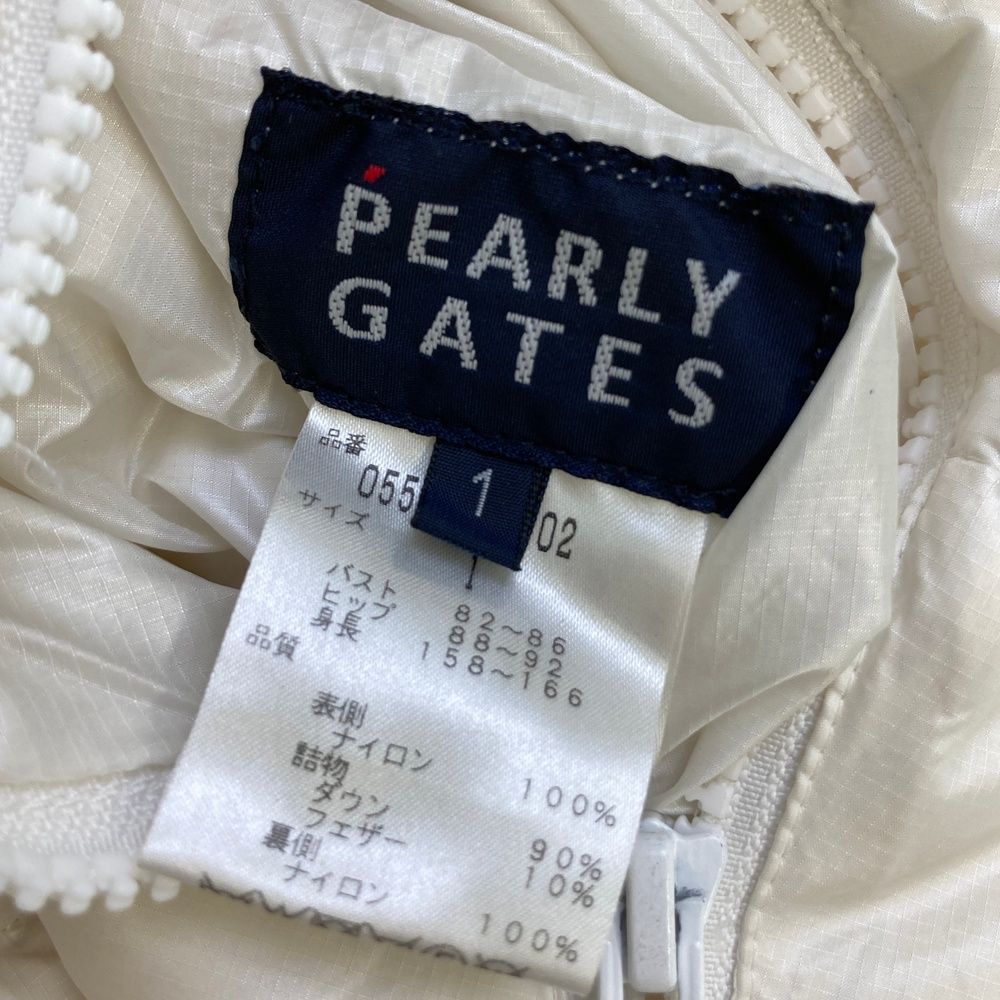 PEARLY
GATES
1
品番
055 02
サイズ
1
バスト 82～86
ヒップ 88～92
身長 158～166
品質
表側
ナイロン 100%
詰物
ダウン 90%
フェザー 10%
裏側
ナイロン 100%